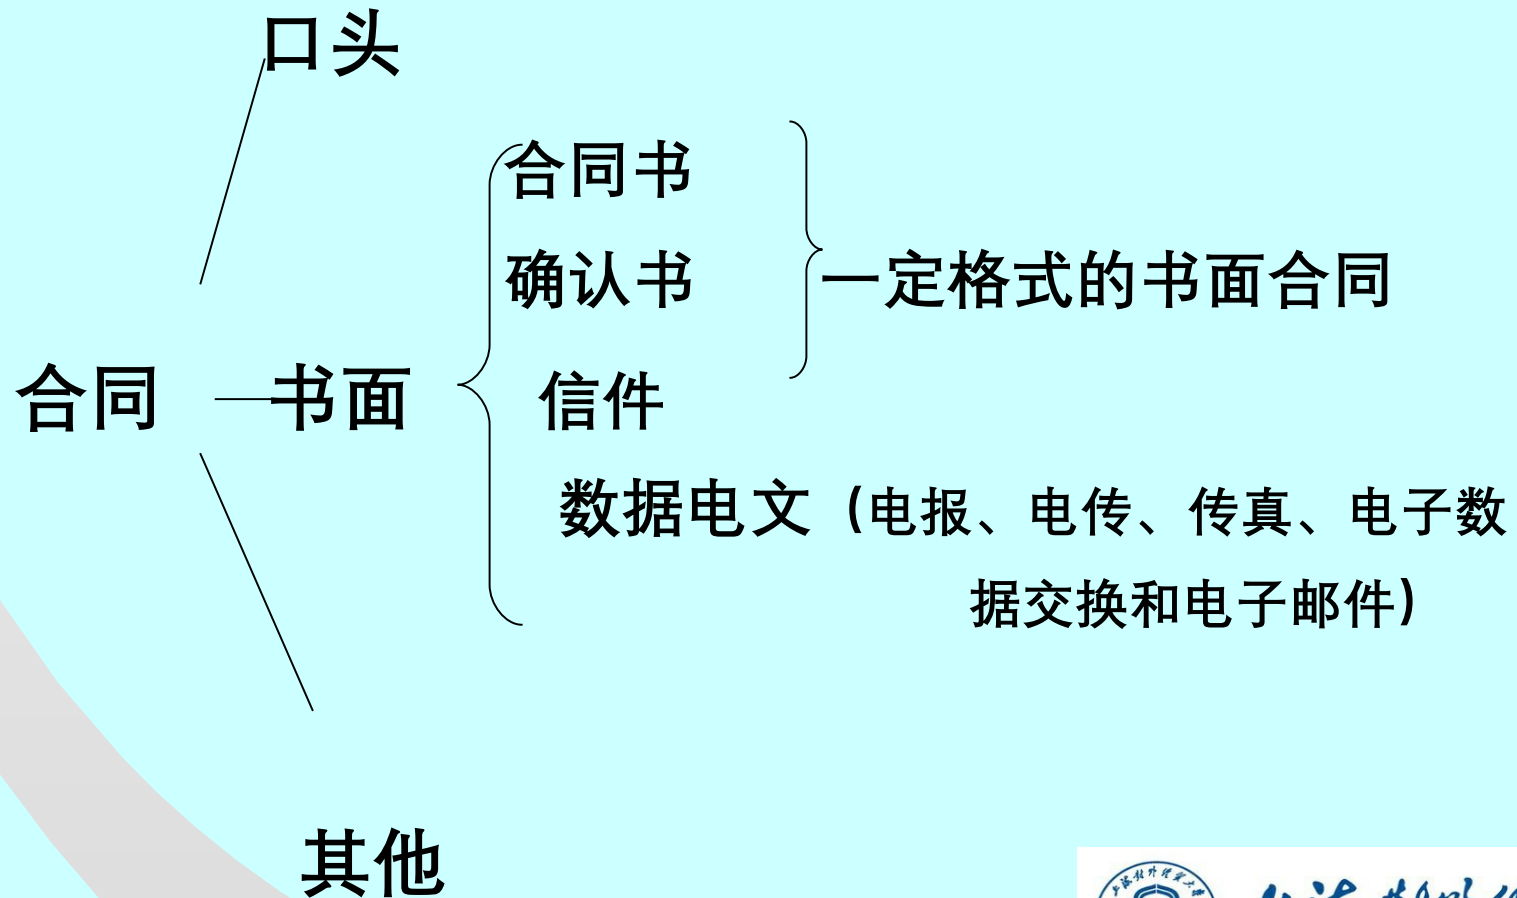 口头
合同书
确认书
一定格式的书面合同
合同
书面
信件
数据电文（电报、电传、传真、电子数
据交换和电子邮件）
其他